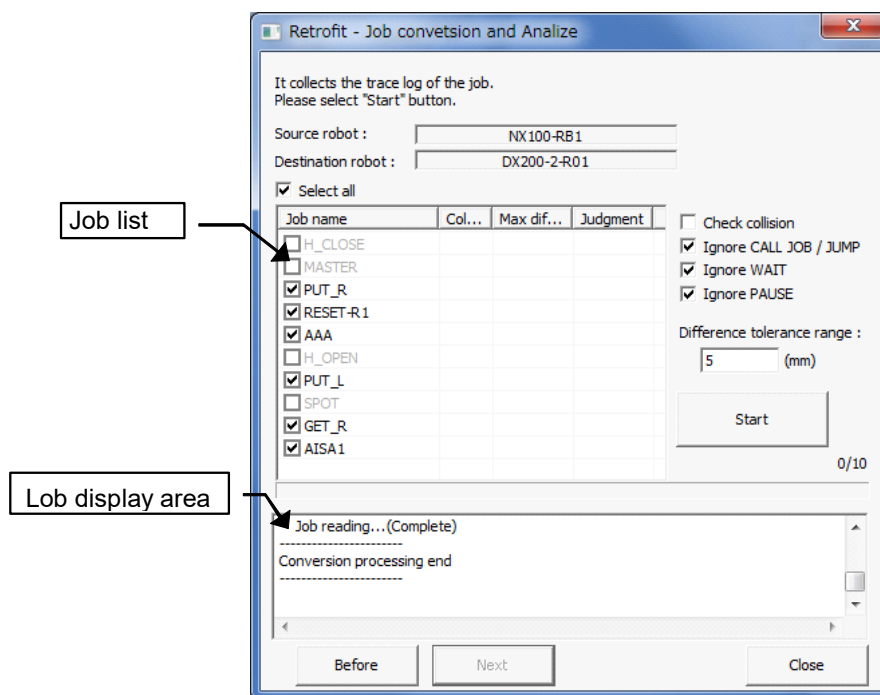 Retrofit - Job convetsion and Analize
It collects the trace log of the job.
Please select "Start" button.
Source robot : NX100-RB1
Destination robot : DX200-2-R01
Select all
Job list
Job name Col... Max dif... Judgment
H_CLOSE
MASTER
PUT_R
RESET-R1
AAA
H_OPEN
PUT_L
SPOT
GET_R
AISA1
Check collision
Ignore CALL JOB / JUMP
Ignore WAIT
Ignore PAUSE
Difference tolerance range :
5 (mm)
Start
0/10
Lob display area
Job reading...(Complete)
-----------------------
Conversion processing end
-----------------------
Before Next Close